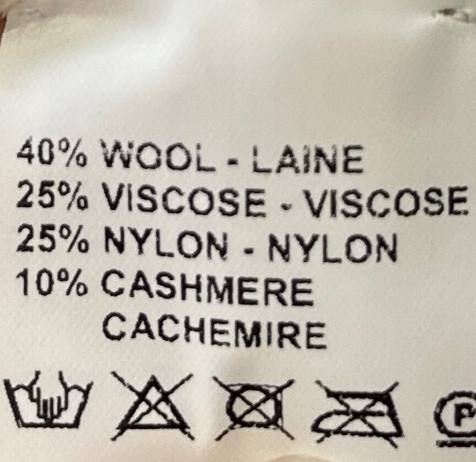 40% WOOL - LAINE
25% VISCOSE - VISCOSE
25% NYLON - NYLON
10% CASHMERE
CACHEMIRE
P